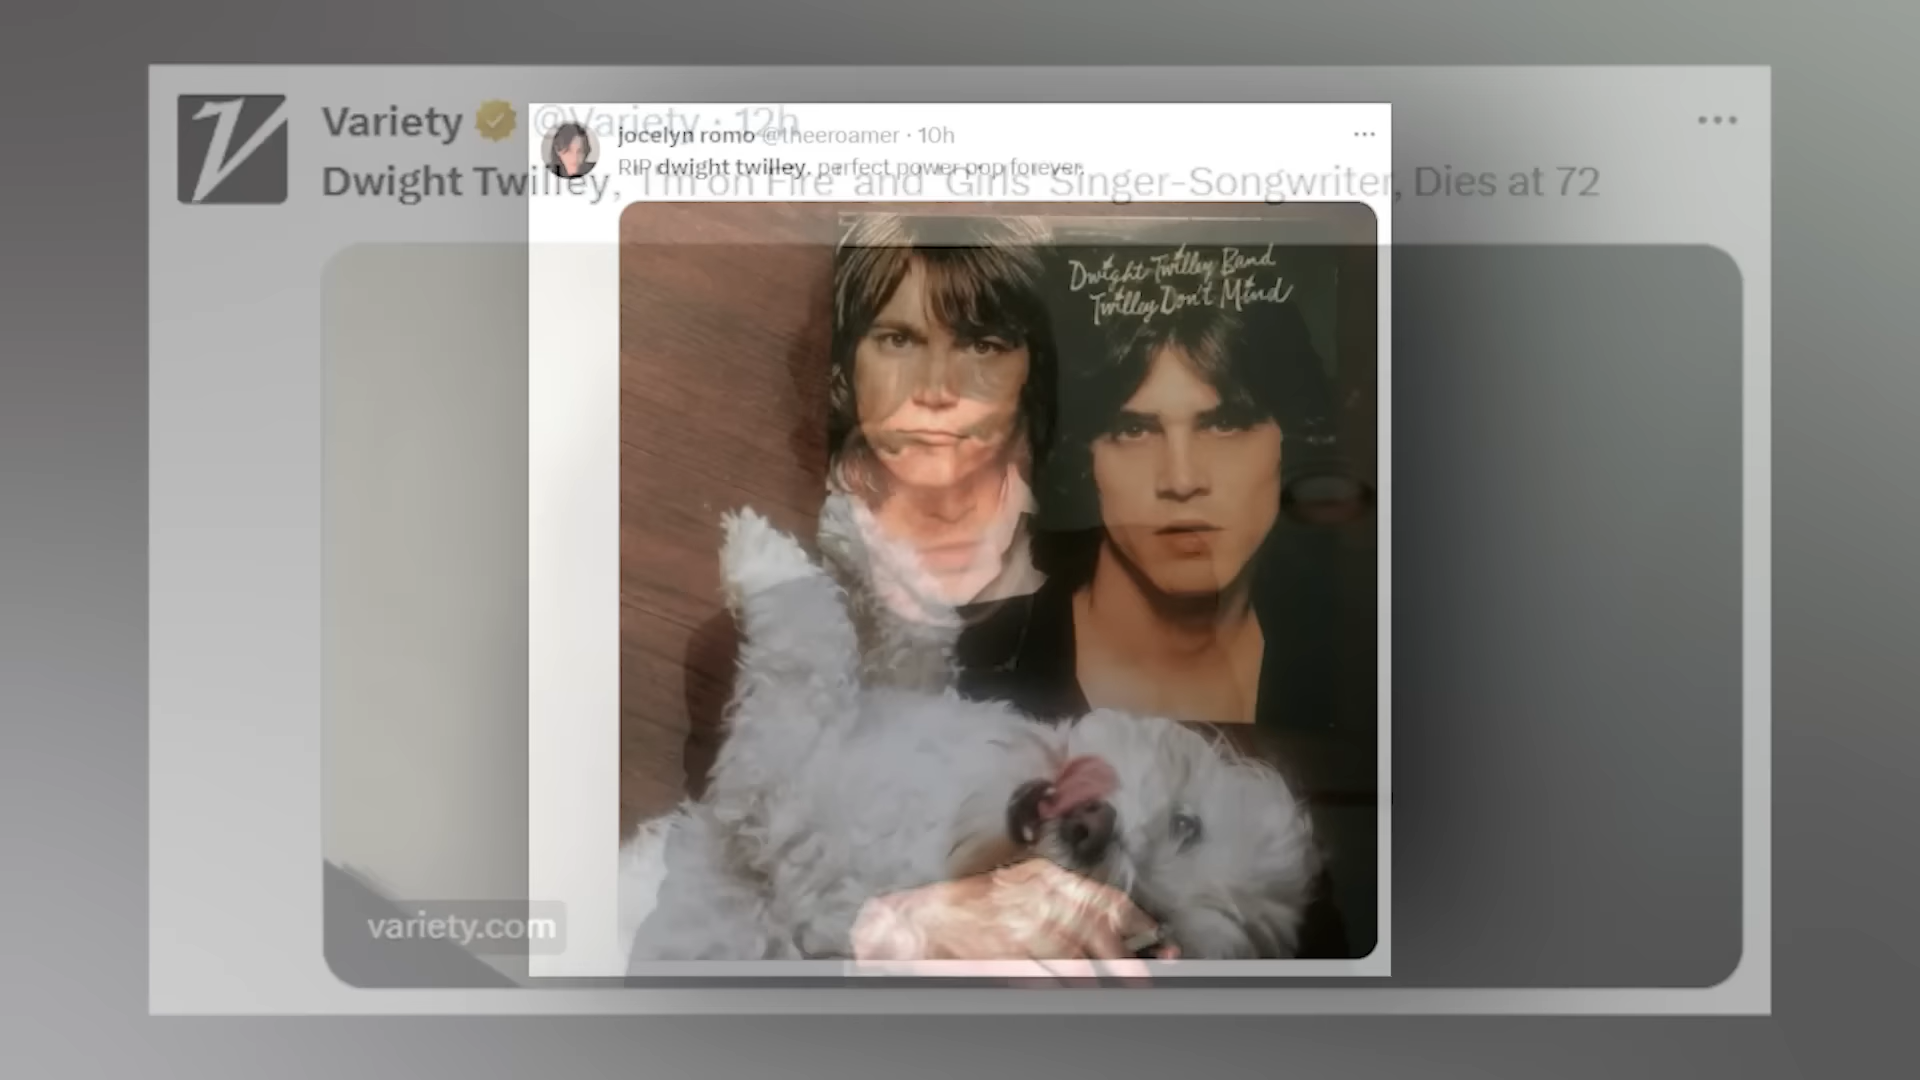 Variety @Variety · 12h
Dwight Twilley, 'I'm on Fire' and 'Girls' Singer-Songwriter, Dies at 72
jocelyn romo @theeroamer · 10h
RIP dwight twilley. perfect power pop forever.
Dwight Twilley Band
Twilley Don't Mind
variety.com